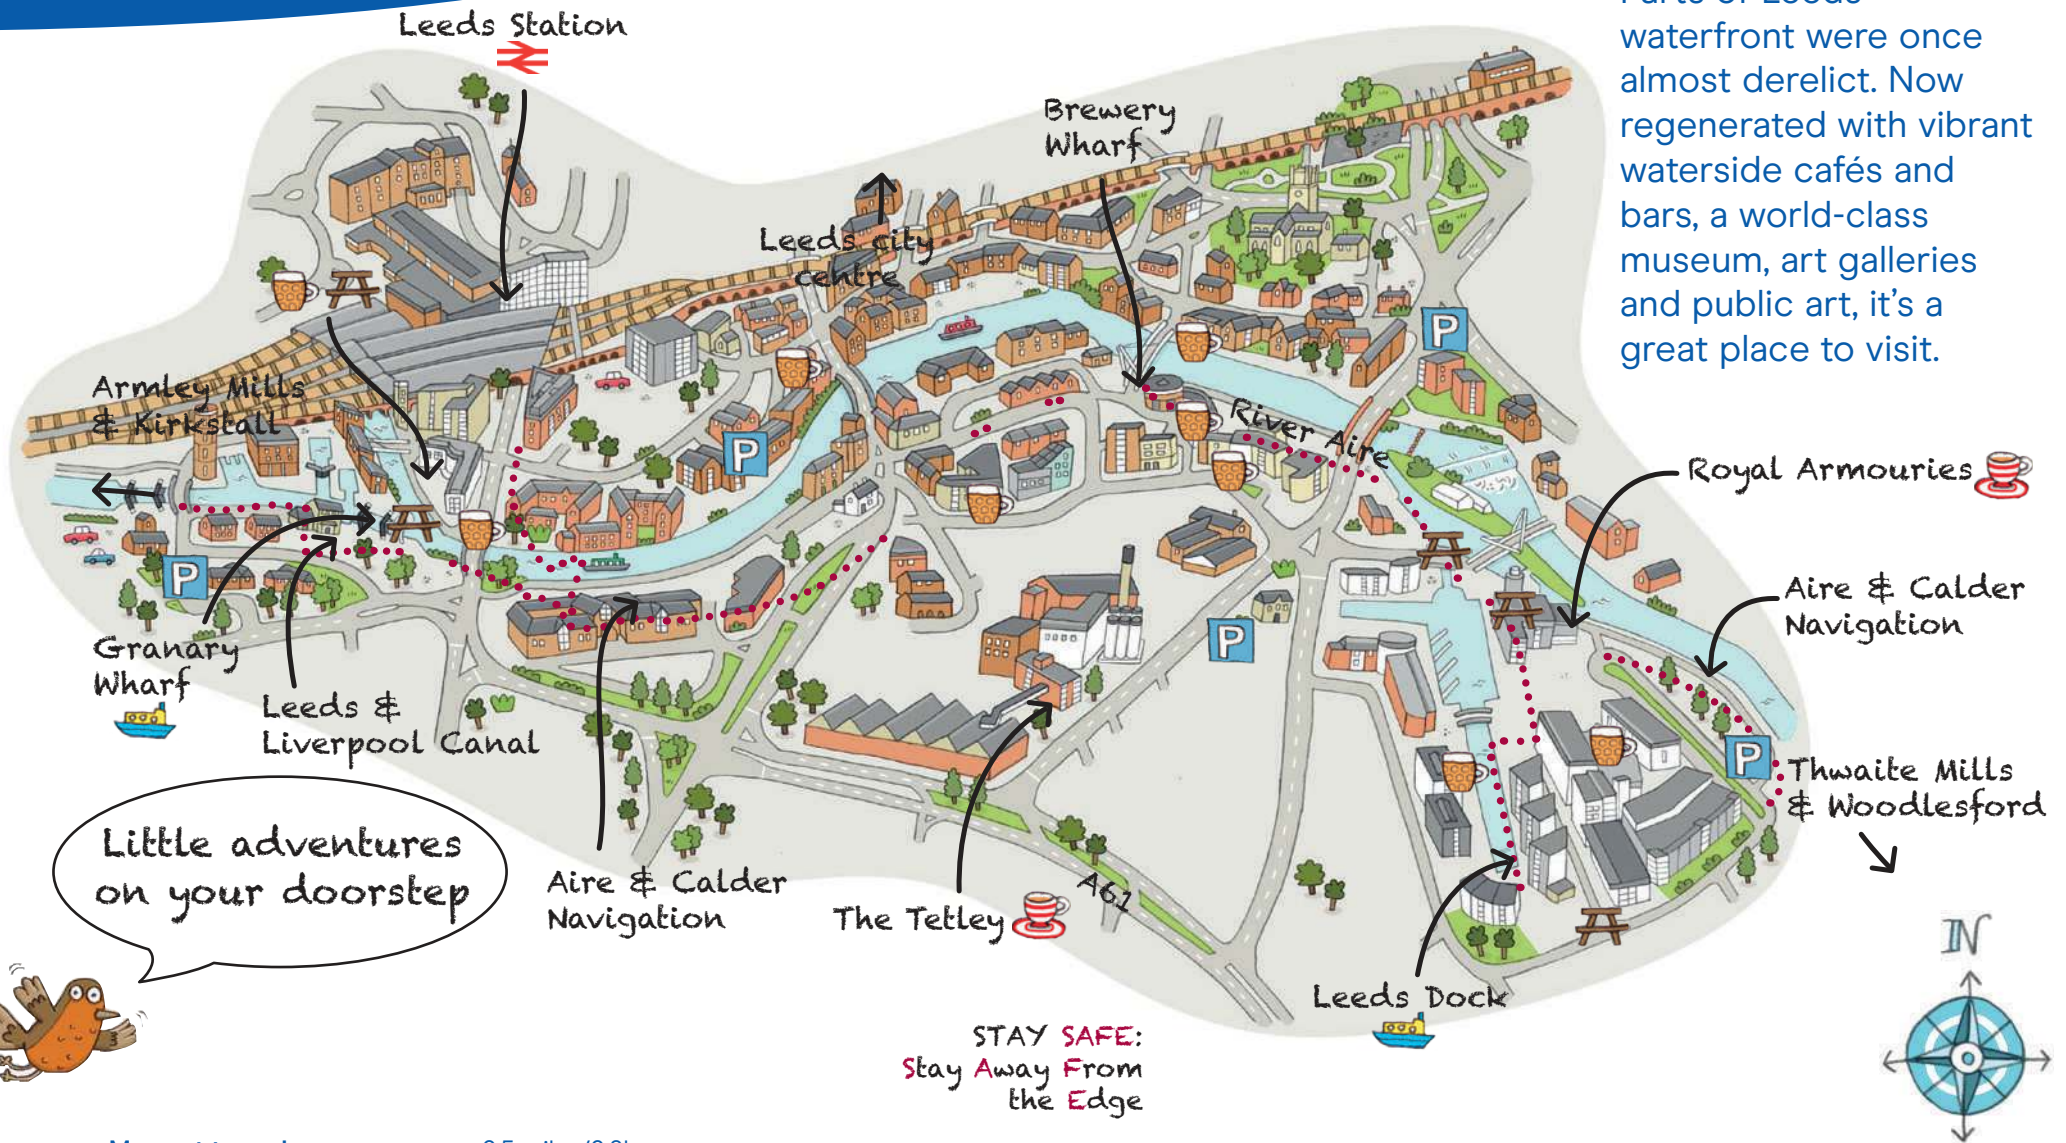 Leeds Station
Brewery
Wharf
Leeds city
centre
waterfront were once
almost derelict. Now
regenerated with vibrant
waterside cafés and
bars, a world-class
museum, art galleries
and public art, it's a
great place to visit.
P
Armley Mills
& Kirkstall
P
River Aire
Royal Armouries
P
Aire & Calder
Navigation
P
Granary
Wharf
Leeds &
Liverpool Canal
P
Thwaite Mills
& Woodlesford
Little adventures
on your doorstep
Aire & Calder
Navigation
The Tetley
A61
Leeds Dock
N
STAY SAFE:
Stay Away From
the Edge